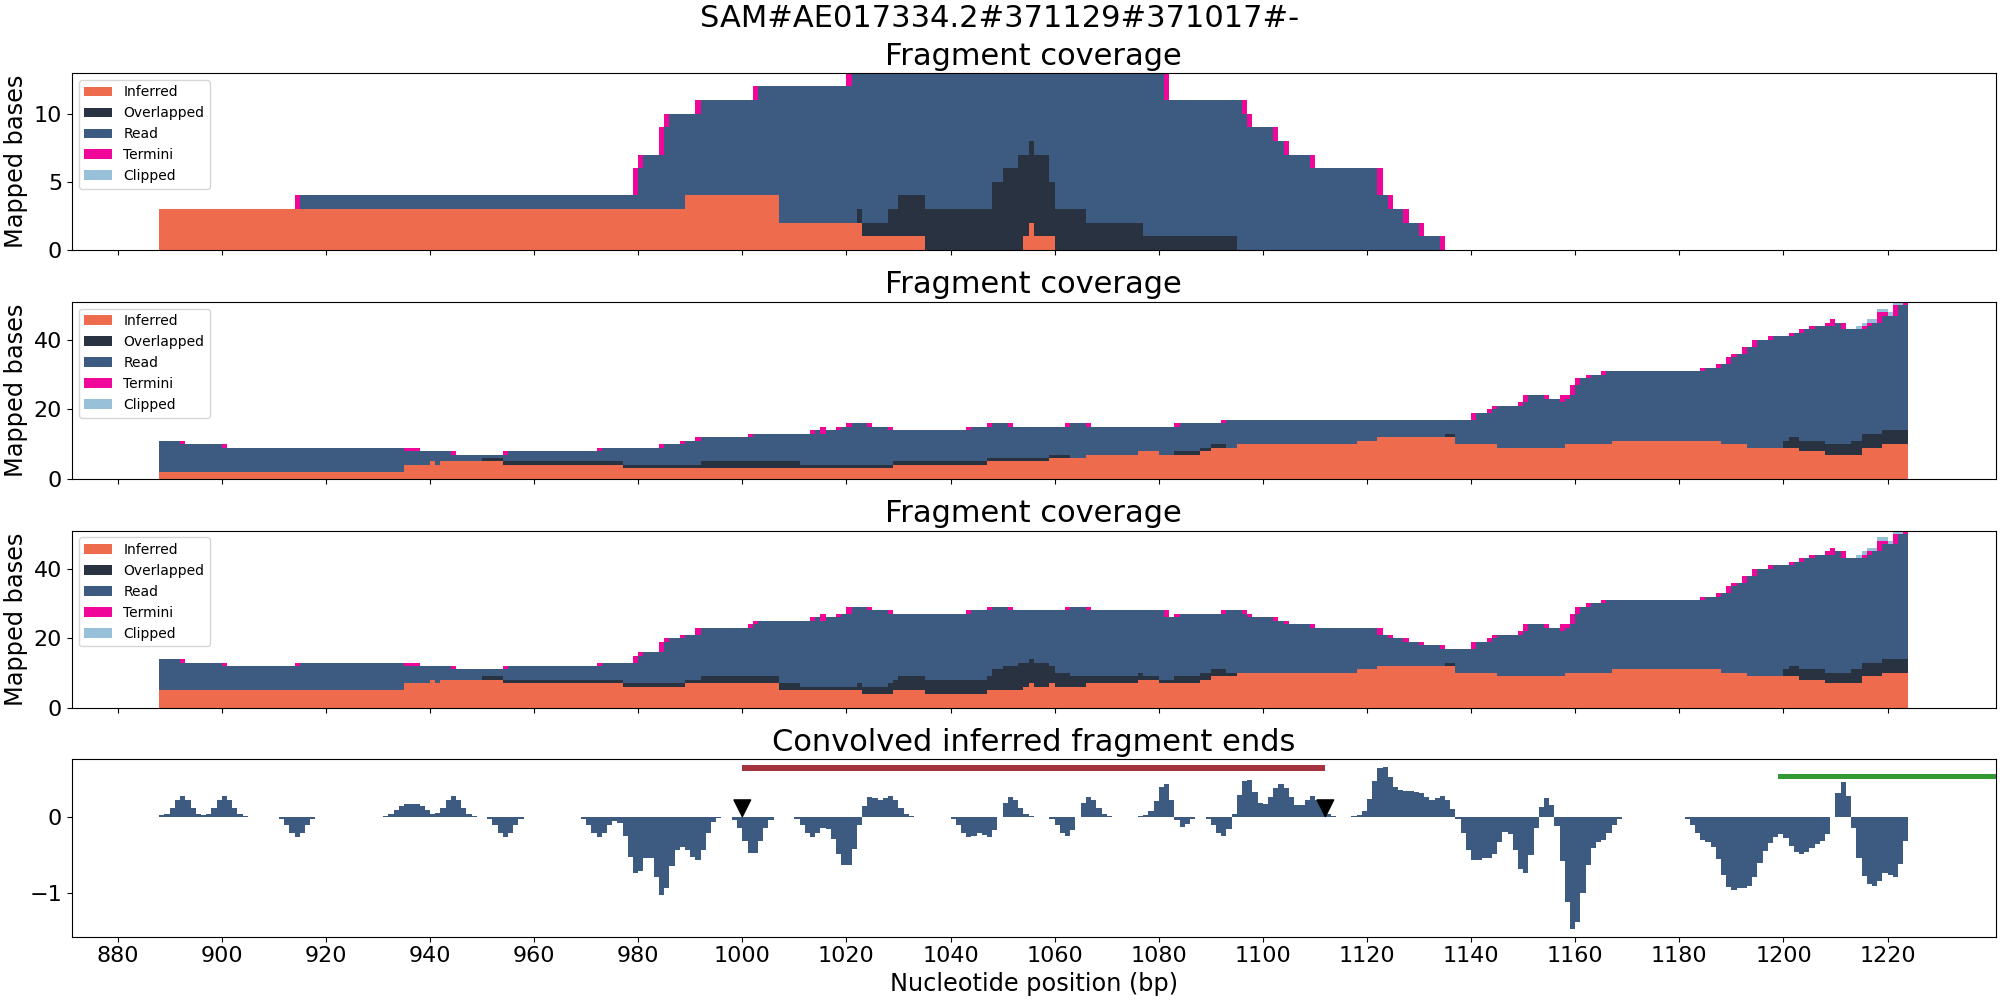 SAM#AE017334.2#371129#371017#-
Fragment coverage
Mapped bases
10
5
0
Inferred
Overlapped
Read
Termini
Clipped
Fragment coverage
Mapped bases
40
20
0
Inferred
Overlapped
Read
Termini
Clipped
Fragment coverage
Mapped bases
40
20
0
Inferred
Overlapped
Read
Termini
Clipped
Convolved inferred fragment ends
0
−1
880 900 920 940 960 980 1000 1020 1040 1060 1080 1100 1120 1140 1160 1180 1200 1220
Nucleotide position (bp)